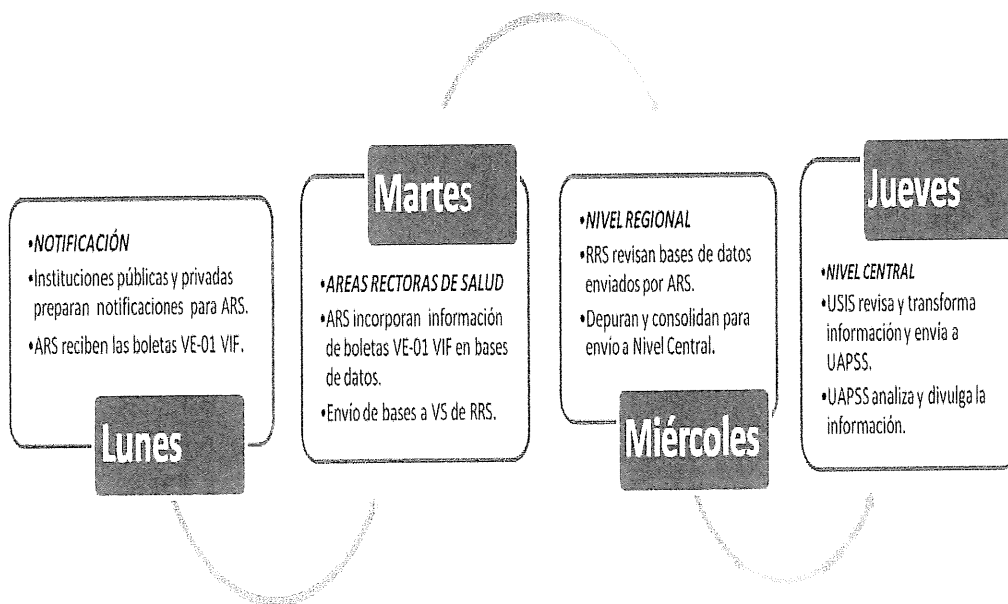 •NOTIFICACIÓN
•Instituciones públicas y privadas
preparan notificaciones para ARS.
•ARS reciben las boletas VE-01 VIF.
Lunes
Martes
•AREAS RECTORAS DE SALUD
•ARS incorporan información
de boletas VE-01 VIF en bases
de datos.
•Envío de bases a VS de RRS.
•NIVEL REGIONAL
•RRS revisan bases de datos
enviados por ARS.
•Depuran y consolidan para
envío a Nivel Central.
Miércoles
Jueves
•NIVEL CENTRAL
•USIS revisa y transforma
información y envía a
UAPSS.
•UAPSS analiza y divulga la
información.